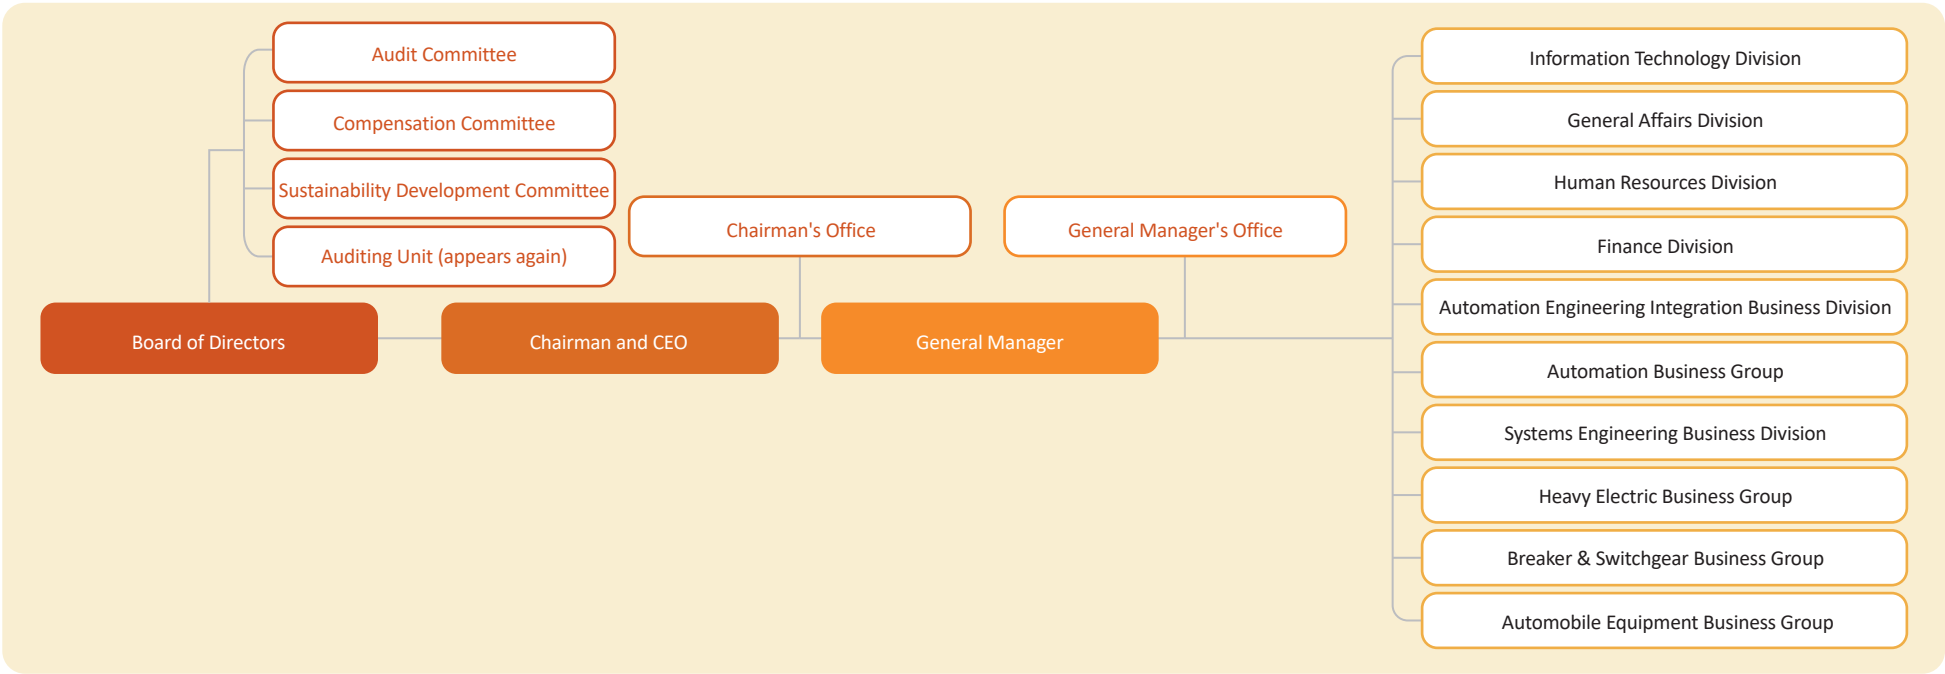 Audit Committee
Compensation Committee
Sustainability Development Committee
Auditing Unit (appears again)
Board of Directors
Chairman and CEO
Chairman's Office
General Manager
General Manager's Office
Information Technology Division
General Affairs Division
Human Resources Division
Finance Division
Automation Engineering Integration Business Division
Automation Business Group
Systems Engineering Business Division
Heavy Electric Business Group
Breaker & Switchgear Business Group
Automobile Equipment Business Group